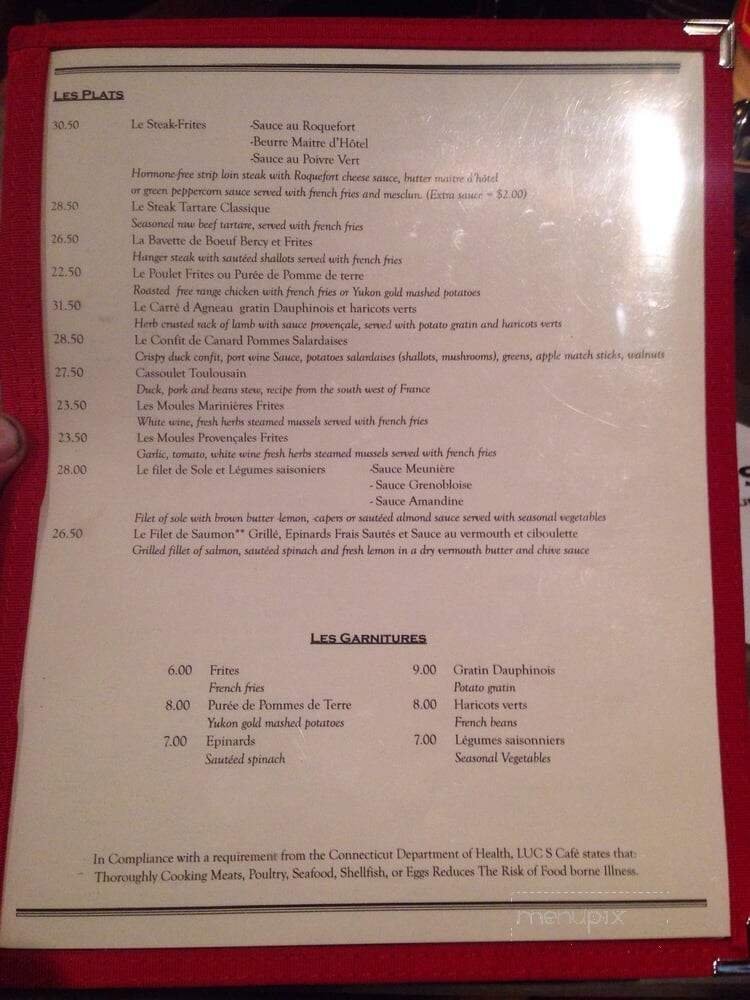 LES PLATS
30.50 Le Steak-Frites -Sauce au Roquefort
-Beurre Maitre d'Hôtel
-Sauce au Poivre Vert
Hormone-free strip loin steak with Roquefort cheese sauce, butter maitre d'hôtel
or green peppercorn sauce served with french fries and mesclun. (Extra sauce = $2.00)
28.50 Le Steak Tartare Classique
Seasoned raw beef tartare, served with french fries
26.50 La Bavette de Boeuf Bercy et Frites
Hanger steak with sautéed shallots served with french fries
22.50 Le Poulet Frites ou Purée de Pomme de terre
Roasted free range chicken with french fries or Yukon gold mashed potatoes
31.50 Le Carré d Agneau gratin Dauphinois et haricots verts
Herb crusted rack of lamb with sauce provençale, served with potato gratin and haricots verts
28.50 Le Confit de Canard Pommes Salardaises
Crispy duck confit, port wine Sauce, potatoes salardaises (shallots, mushrooms), greens, apple match sticks, walnuts
27.50 Cassoulet Toulousain
Duck, pork and beans stew, recipe from the south west of France
23.50 Les Moules Marinières Frites
White wine, fresh herbs steamed mussels served with french fries
23.50 Les Moules Provençales Frites
Garlic, tomato, white wine fresh herbs steamed mussels served with french fries
28.00 Le filet de Sole et Légumes saisoniers -Sauce Meunière
- Sauce Grenobloise
- Sauce Amandine
Filet of sole with brown butter -lemon, -capers or sautéed almond sauce served with seasonal vegetables
26.50 Le Filet de Saumon** Grillé, Epinards Frais Sautés et Sauce au vermouth et ciboulette
Grilled fillet of salmon, sautéed spinach and fresh lemon in a dry vermouth butter and chive sauce
LES GARNITURES
6.00 Frites 9.00 Gratin Dauphinois
French fries Potato gratin
8.00 Purée de Pommes de Terre 8.00 Haricots verts
Yukon gold mashed potatoes French beans
7.00 Epinards 7.00 Légumes saisonniers
Sautéed spinach Seasonal Vegetables
In Compliance with a requirement from the Connecticut Department of Health, LUC S Café states that:
Thoroughly Cooking Meats, Poultry, Seafood, Shellfish, or Eggs Reduces The Risk of Food borne Illness.
menupix